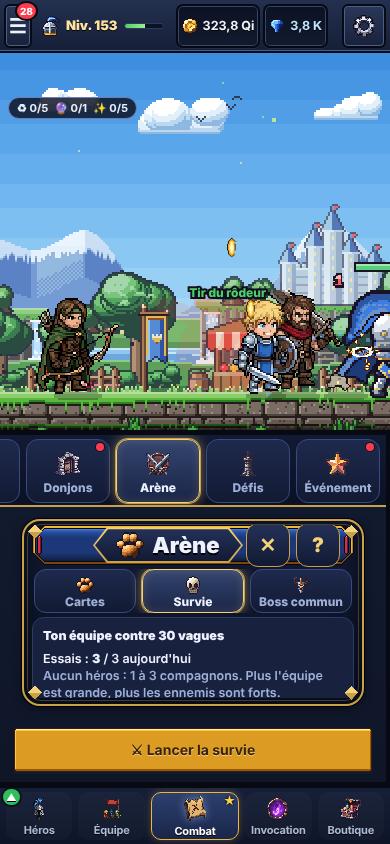 28
Niv. 153
323,8 Qi
3,8 K
0/5 0/1 0/5
Tir du rôdeur
1
Donjons
Arène
Défis
Événement
Arène
?
Cartes
Survie
Boss commun
Ton équipe contre 30 vagues
Essais : 3 / 3 aujourd'hui
Aucun héros : 1 à 3 compagnons. Plus l'équipe
est grande, plus les ennemis sont forts.
Lancer la survie
Héros
Équipe
Combat
Invocation
Boutique